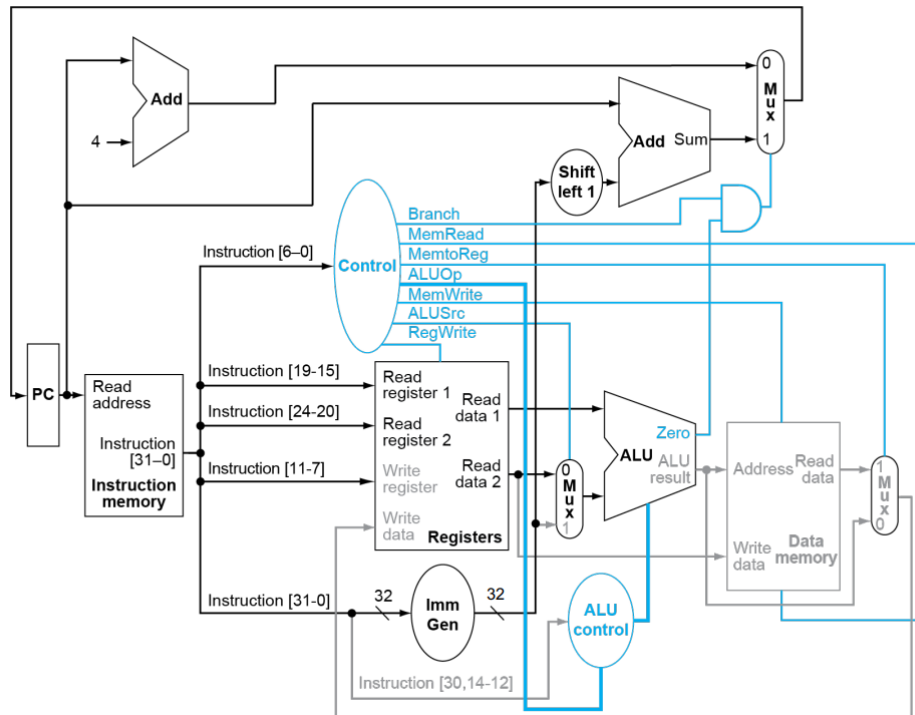 Add
4
Add Sum
0
Mux
1
Shift
left 1
Branch
MemRead
MemtoReg
ALUOp
MemWrite
ALUSrc
RegWrite
Control
Instruction [6–0]
PC
Read
address
Instruction
[31–0]
Instruction
memory
Instruction [19-15]
Instruction [24-20]
Instruction [11-7]
Instruction [31-0]
Read
register 1
Read
register 2
Write
register
Write
data
Read
data 1
Read
data 2
Registers
0
Mux
1
ALU
Zero
ALU
result
Address
Read
data
Write
data
Data
memory
1
Mux
0
32
Imm
Gen
32
ALU
control
Instruction [30,14-12]